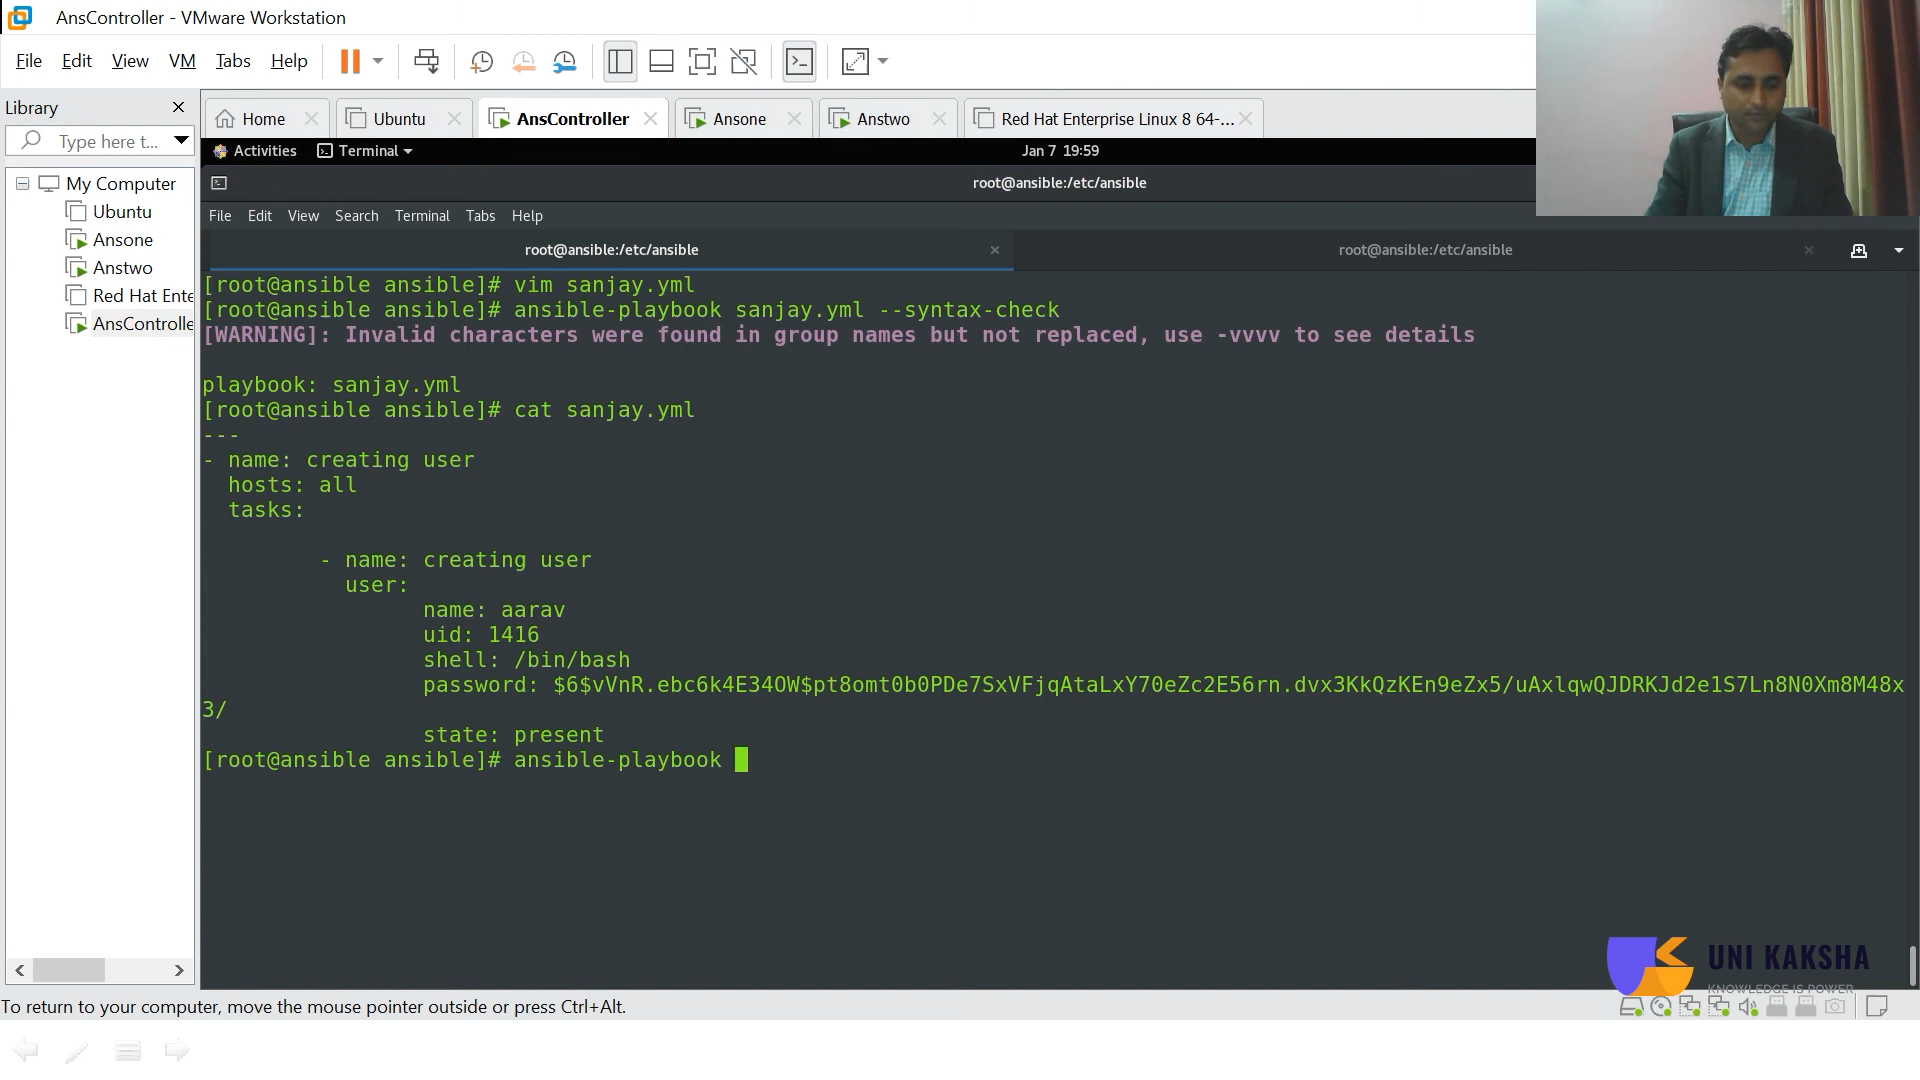 AnsController - VMware Workstation
File Edit View VM Tabs Help
Library
Type here t...
My Computer
Ubuntu
Ansone
Anstwo
Red Hat Ente
AnsControlle
Home Ubuntu AnsController Ansone Anstwo Red Hat Enterprise Linux 8 64-...
Activities Terminal Jan 7 19:59
root@ansible:/etc/ansible
File Edit View Search Terminal Tabs Help
root@ansible:/etc/ansible root@ansible:/etc/ansible
[root@ansible ansible]# vim sanjay.yml
[root@ansible ansible]# ansible-playbook sanjay.yml --syntax-check
[WARNING]: Invalid characters were found in group names but not replaced, use -vvvv to see details
playbook: sanjay.yml
[root@ansible ansible]# cat sanjay.yml
---
- name: creating user
hosts: all
tasks:
- name: creating user
user:
name: aarav
uid: 1416
shell: /bin/bash
password: $6$vVnR.ebc6k4E34OW$pt8omt0b0PDe7SxVFjqAtaLxY70eZc2E56rn.dvx3KkQzKEn9eZx5/uAxlqwQJDRKJd2e1S7Ln8N0Xm8M48x
3/
state: present
[root@ansible ansible]# ansible-playbook
UNI KAKSHA
KNOWLEDGE IS POWER
To return to your computer, move the mouse pointer outside or press Ctrl+Alt.